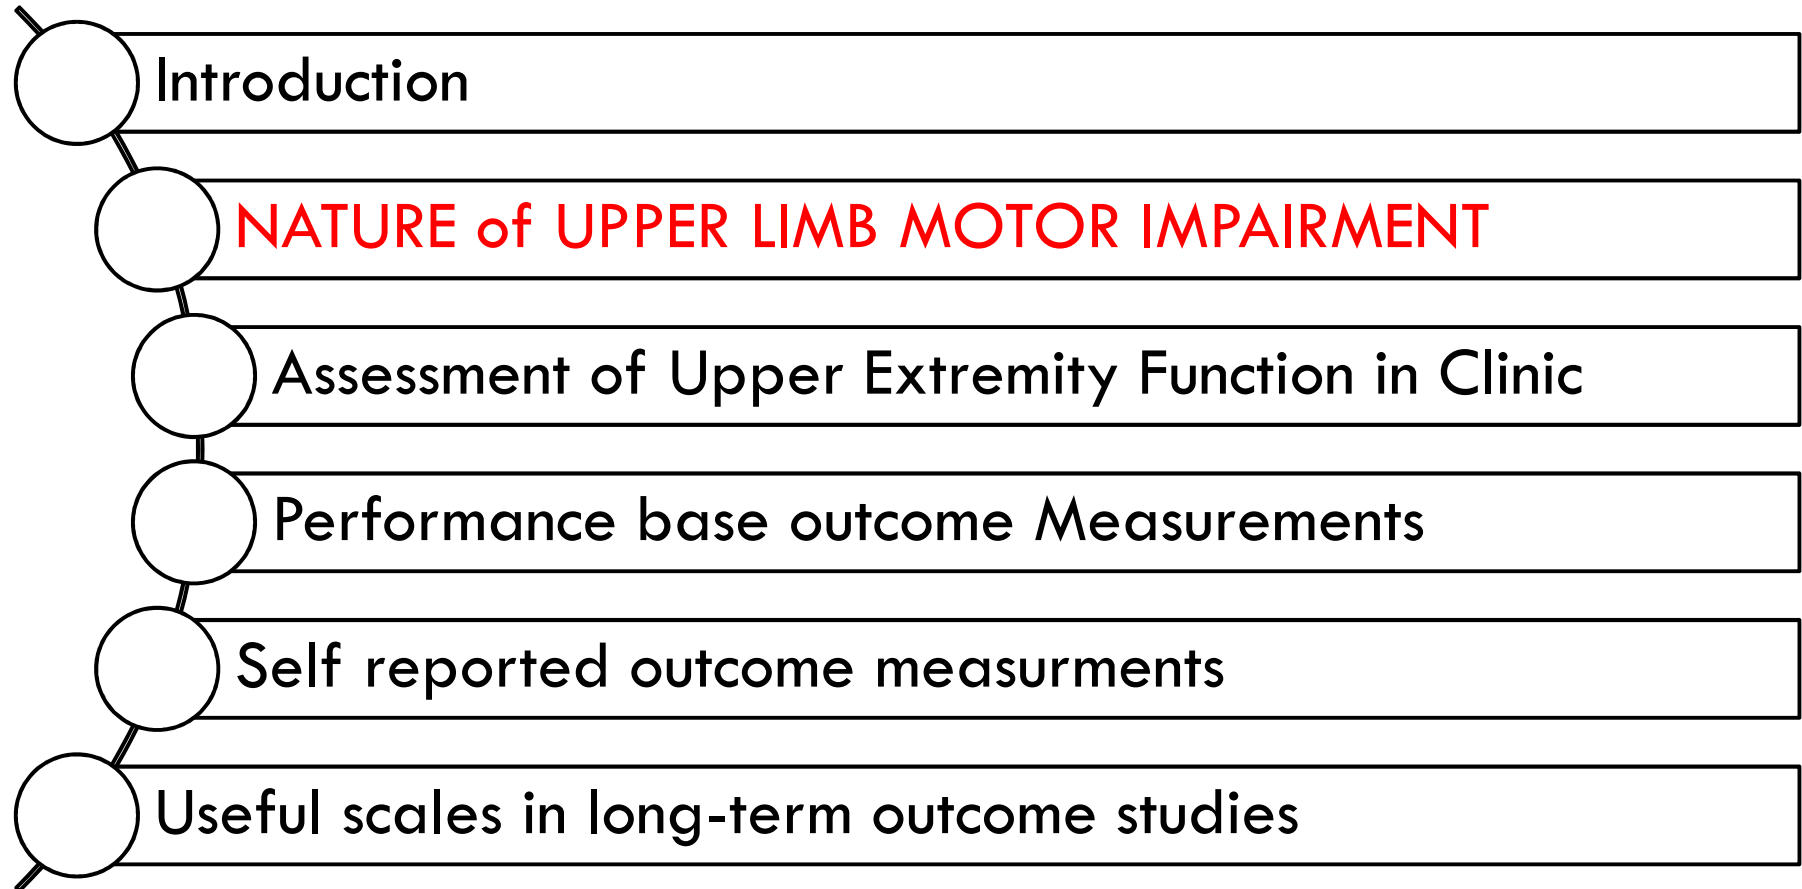 Introduction
NATURE of UPPER LIMB MOTOR IMPAIRMENT
Assessment of Upper Extremity Function in Clinic
Performance base outcome Measurements
Self reported outcome measurments
Useful scales in long-term outcome studies